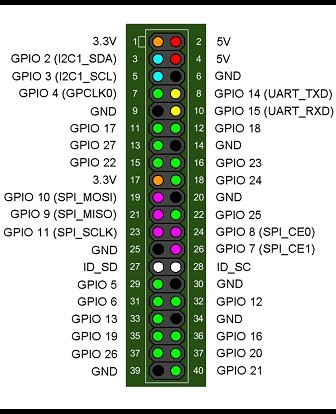 3.3V 1 2 5V
GPIO 2 (I2C1_SDA) 3 4 5V
GPIO 3 (I2C1_SCL) 5 6 GND
GPIO 4 (GPCLK0) 7 8 GPIO 14 (UART_TXD)
GND 9 10 GPIO 15 (UART_RXD)
GPIO 17 11 12 GPIO 18
GPIO 27 13 14 GND
GPIO 22 15 16 GPIO 23
3.3V 17 18 GPIO 24
GPIO 10 (SPI_MOSI) 19 20 GND
GPIO 9 (SPI_MISO) 21 22 GPIO 25
GPIO 11 (SPI_SCLK) 23 24 GPIO 8 (SPI_CE0)
GND 25 26 GPIO 7 (SPI_CE1)
ID_SD 27 28 ID_SC
GPIO 5 29 30 GND
GPIO 6 31 32 GPIO 12
GPIO 13 33 34 GND
GPIO 19 35 36 GPIO 16
GPIO 26 37 37 GPIO 20
GND 39 40 GPIO 21